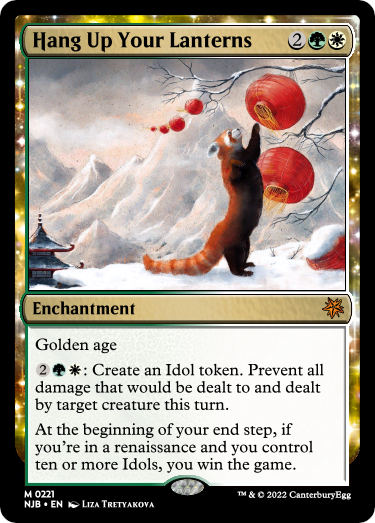 Hang Up Your Lanterns 2
Enchantment
Golden age
2: Create an Idol token. Prevent all
damage that would be dealt to and dealt
by target creature this turn.
At the beginning of your end step, if
you're in a renaissance and you control
ten or more Idols, you win the game.
M 0221
NJB • EN Liza Tretyakova
™ & © 2022 CanterburyEgg